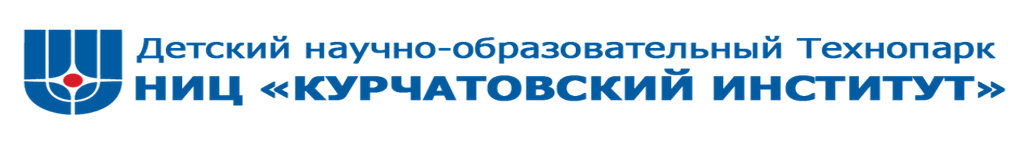 Детский научно-образовательный Технопарк
НИЦ «КУРЧАТОВСКИЙ ИНСТИТУТ»